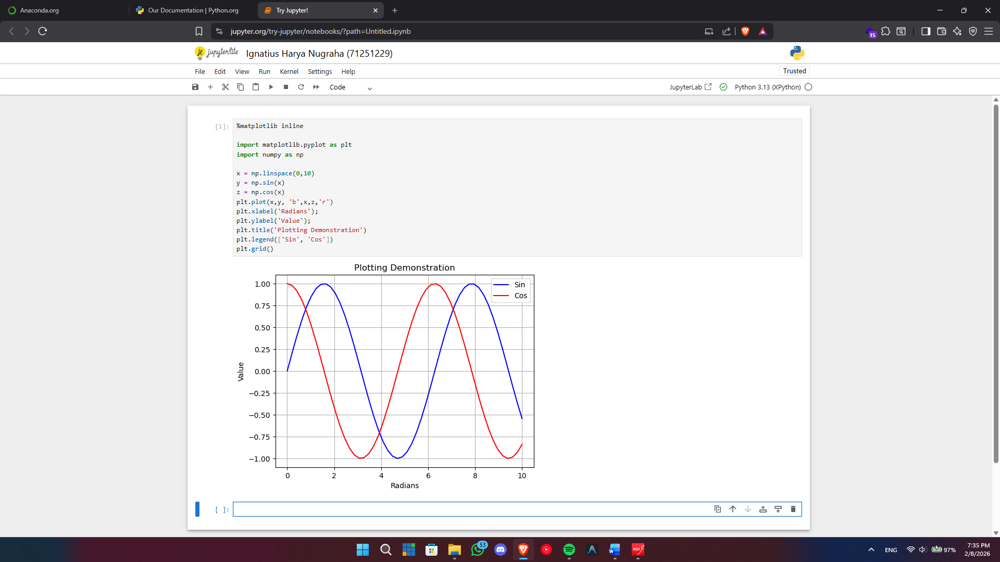 Anaconda.org
Our Documentation | Python.org
Try Jupyter!
jupyter.org/try-jupyter/notebooks/?path=Untitled.ipynb
15
jupyterlite
Ignatius Harya Nugraha (71251229)
File Edit View Run Kernel Settings Help
Trusted
Code
JupyterLab
Python 3.13 (XPython)
[1]:
%matplotlib inline
import matplotlib.pyplot as plt
import numpy as np
x = np.linspace(0,10)
y = np.sin(x)
z = np.cos(x)
plt.plot(x,y, 'b',x,z,'r')
plt.xlabel('Radians');
plt.ylabel('Value');
plt.title('Plotting Demonstration')
plt.legend(['Sin', 'Cos'])
plt.grid()
Plotting Demonstration
Sin
Cos
1.00
0.75
0.50
0.25
0.00
−0.25
−0.50
−0.75
−1.00
Value
0 2 4 6 8 10
Radians
[ ]:
53
PDF
ENG
97%
7:35 PM
2/8/2026